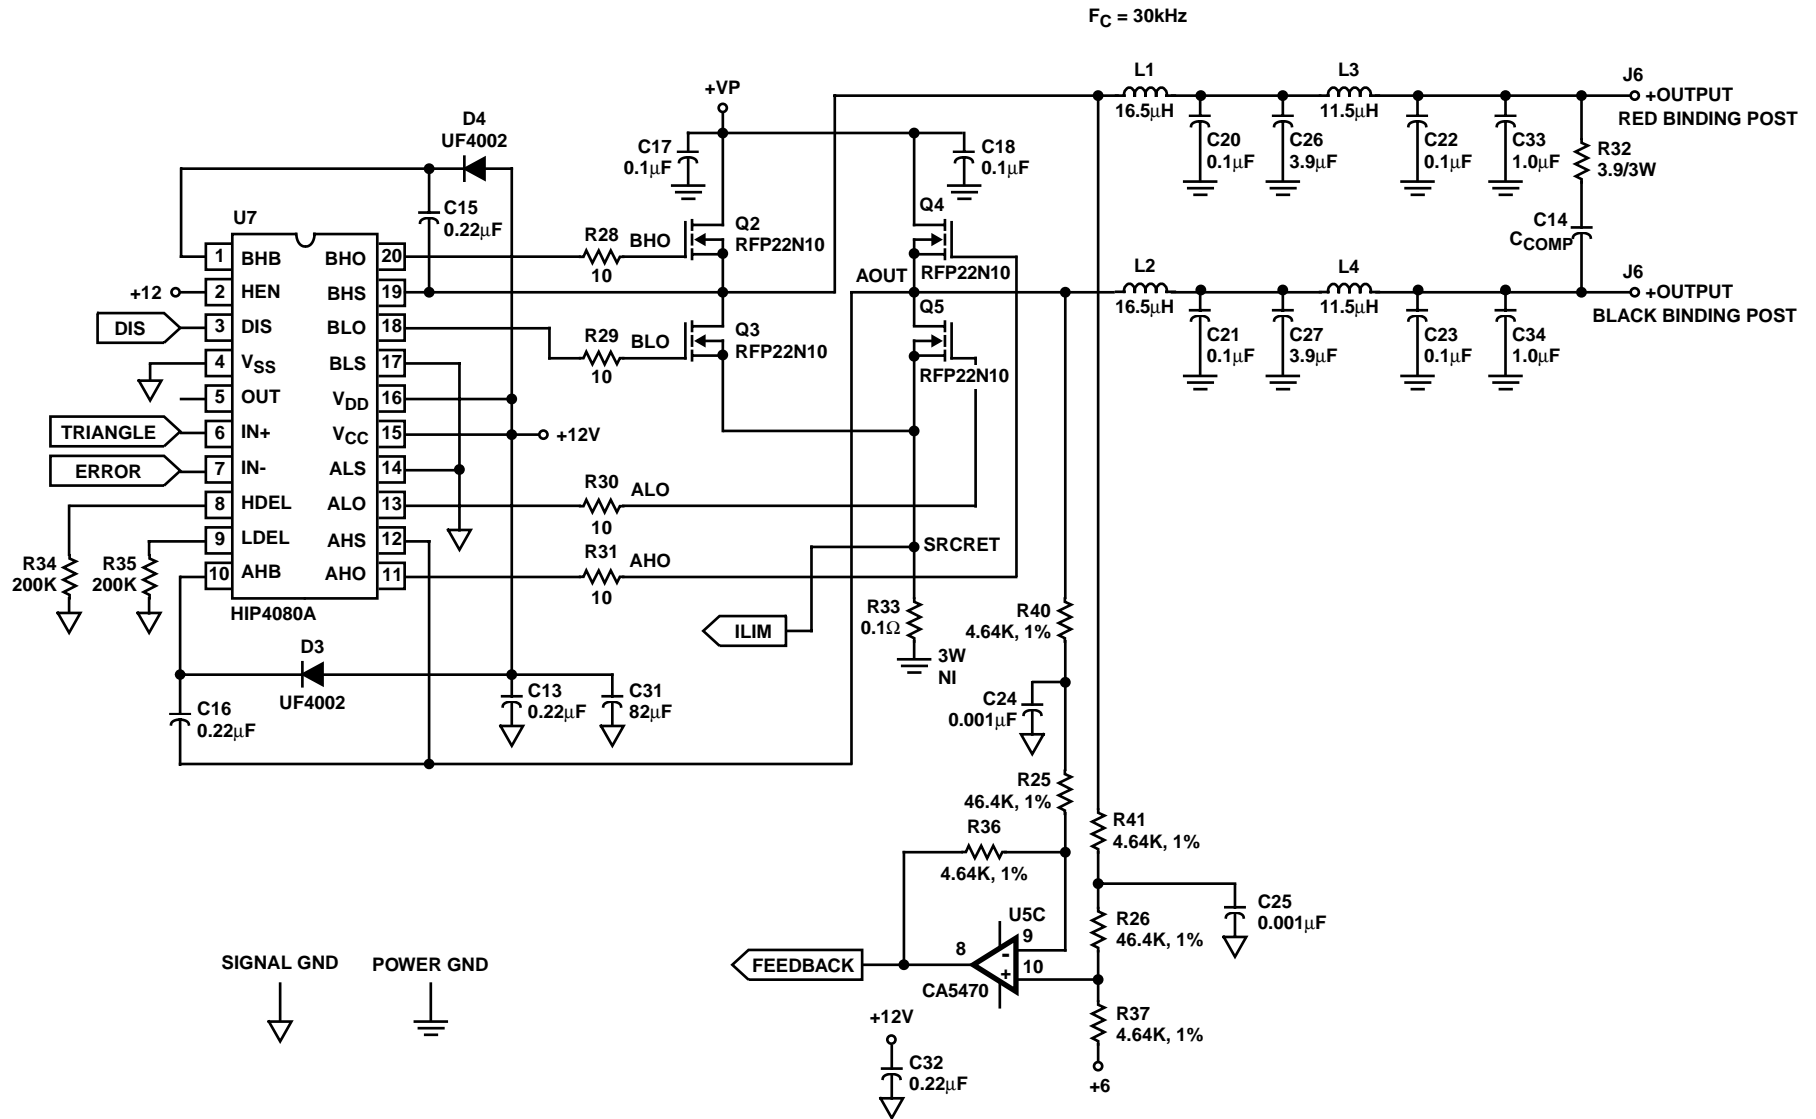 F_C = 30kHz
L1
16.5μH
L3
11.5μH
J6
+OUTPUT
RED BINDING POST
C20
0.1μF
C26
3.9μF
C22
0.1μF
C33
1.0μF
R32
3.9/3W
C14
C_COMP
+VP
C17
0.1μF
C18
0.1μF
D4
UF4002
C15
0.22μF
U7
1 BHB
2 HEN
3 DIS
4 V_SS
5 OUT
6 IN+
7 IN-
8 HDEL
9 LDEL
10 AHB
BHO 20
BHS 19
BLO 18
BLS 17
V_DD 16
V_CC 15
ALS 14
ALO 13
AHS 12
AHO 11
HIP4080A
+12
DIS
TRIANGLE
ERROR
R34
200K
R35
200K
R28
10
BHO
Q2
RFP22N10
R29
10
BLO
Q3
RFP22N10
Q4
RFP22N10
AOUT
Q5
RFP22N10
L2
16.5μH
L4
11.5μH
J6
+OUTPUT
BLACK BINDING POST
C21
0.1μF
C27
3.9μF
C23
0.1μF
C34
1.0μF
+12V
R30
10
ALO
R31
10
AHO
SRCRET
ILIM
R33
0.1Ω
3W
NI
D3
UF4002
C16
0.22μF
C13
0.22μF
C31
82μF
R40
4.64K, 1%
C24
0.001μF
R25
46.4K, 1%
R36
4.64K, 1%
R41
4.64K, 1%
C25
0.001μF
R26
46.4K, 1%
U5C
9
-
8
10
+
CA5470
FEEDBACK
R37
4.64K, 1%
+6
+12V
C32
0.22μF
SIGNAL GND
POWER GND